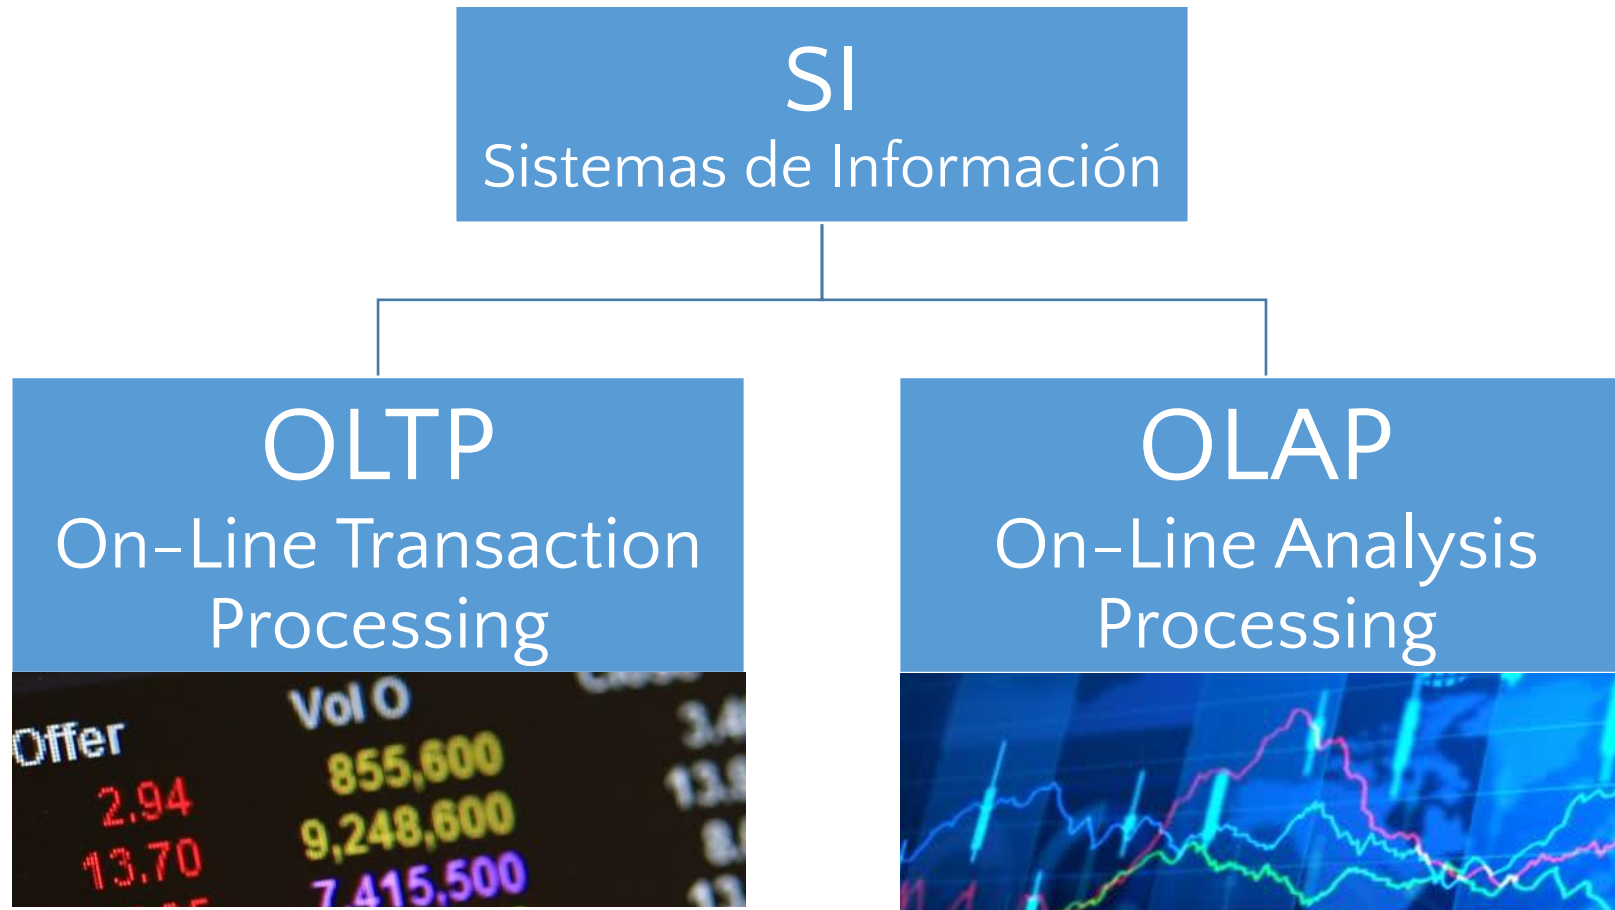 SI
Sistemas de Información
OLTP
On-Line Transaction
Processing
OLAP
On-Line Analysis
Processing
Offer Vol O
2.94 855,600
13.70 9,248,600
7,415,500